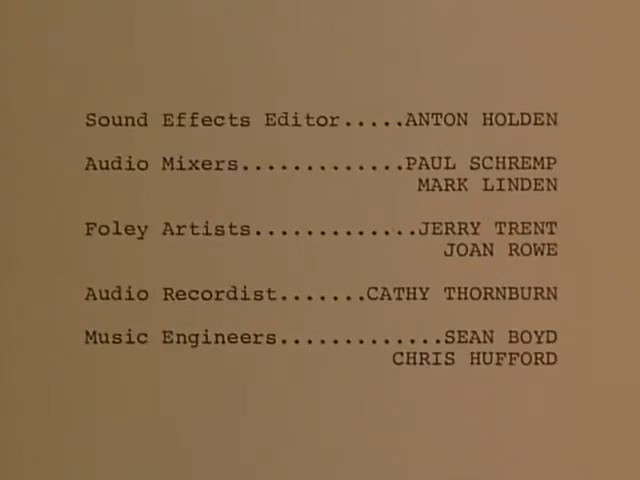 Sound Effects Editor.....ANTON HOLDEN
Audio Mixers.............PAUL SCHREMP
MARK LINDEN
Foley Artists.............JERRY TRENT
JOAN ROWE
Audio Recordist.......CATHY THORNBURN
Music Engineers.............SEAN BOYD
CHRIS HUFFORD